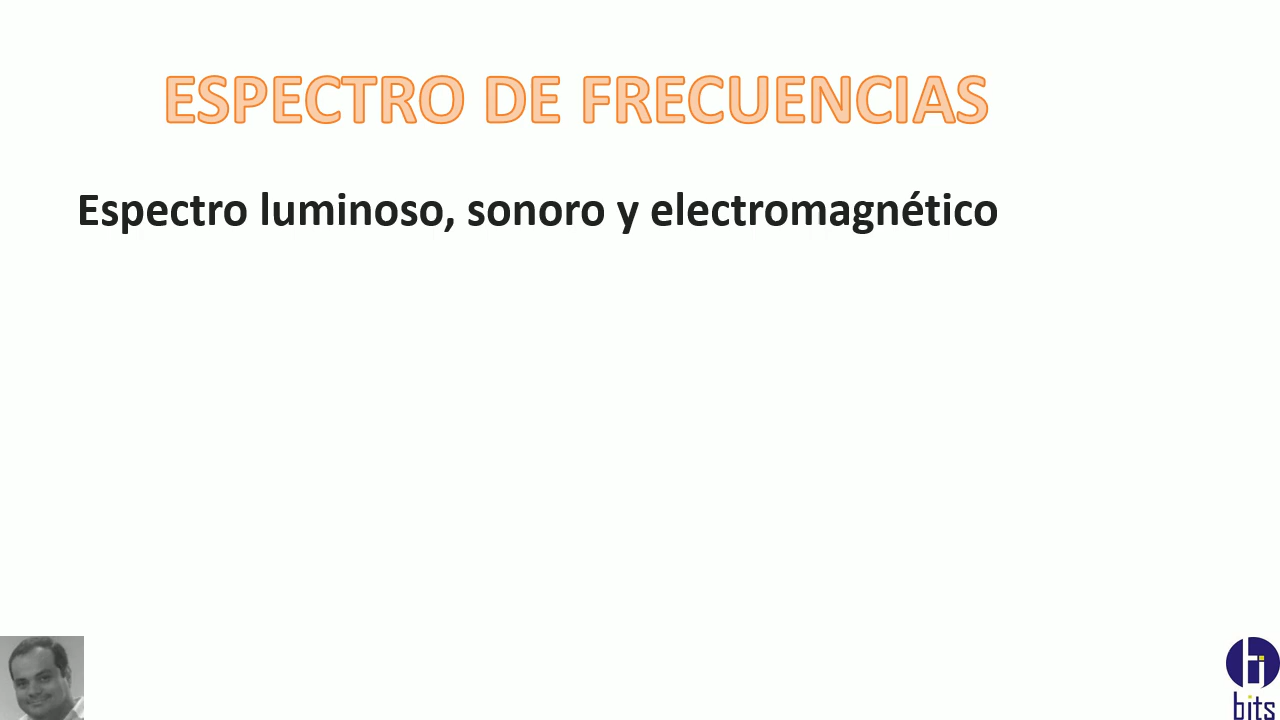 ESPECTRO DE FRECUENCIAS
Espectro luminoso, sonoro y electromagnético
bits